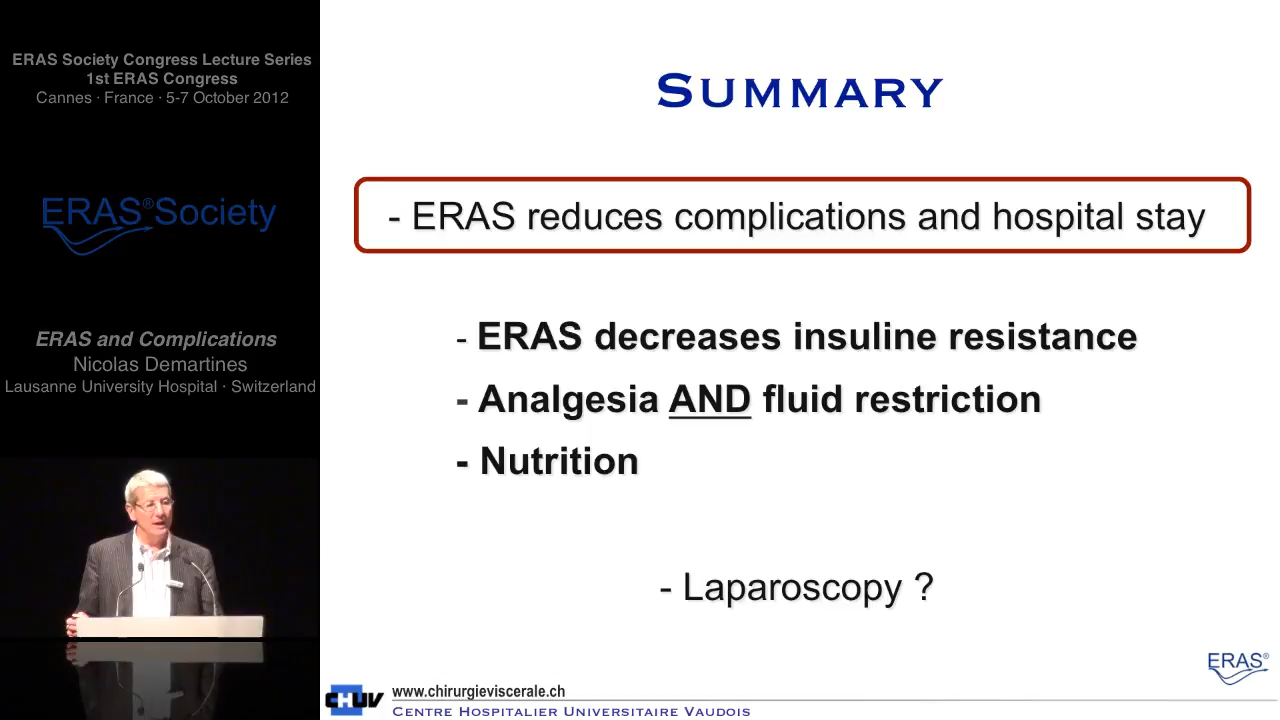 ERAS Society Congress Lecture Series
1st ERAS Congress
Cannes · France · 5-7 October 2012
ERAS®Society
ERAS and Complications
Nicolas Demartines
Lausanne University Hospital · Switzerland
SUMMARY
- ERAS reduces complications and hospital stay
- ERAS decreases insuline resistance
- Analgesia AND fluid restriction
- Nutrition
- Laparoscopy ?
ERAS®
CHUV
www.chirurgieviscerale.ch
CENTRE HOSPITALIER UNIVERSITAIRE VAUDOIS